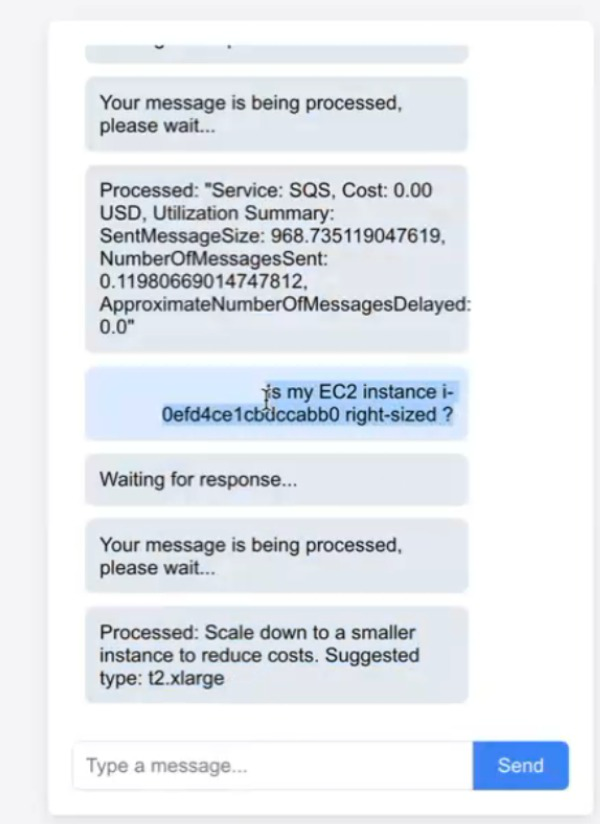 Your message is being processed,
please wait...
Processed: "Service: SQS, Cost: 0.00
USD, Utilization Summary:
SentMessageSize: 968.735119047619,
NumberOfMessagesSent:
0.11980669014747812,
ApproximateNumberOfMessagesDelayed:
0.0"
is my EC2 instance i-
0efd4ce1cbdccabb0 right-sized ?
Waiting for response...
Your message is being processed,
please wait...
Processed: Scale down to a smaller
instance to reduce costs. Suggested
type: t2.xlarge
Type a message...
Send